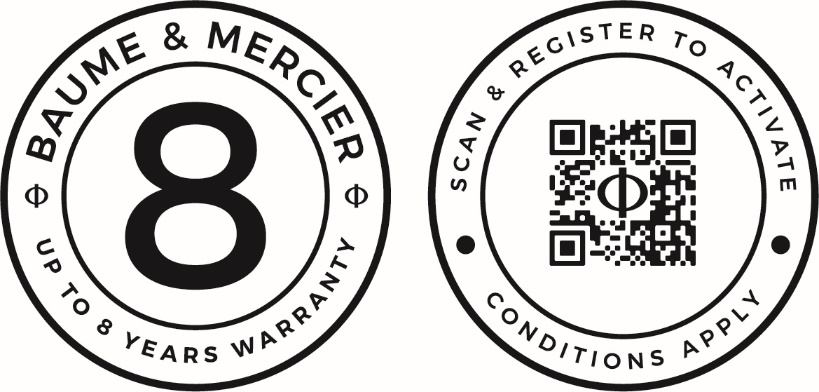 BAUME & MERCIER
8
Φ Φ
UP TO 8 YEARS WARRANTY
SCAN & REGISTER TO ACTIVATE
Φ
CONDITIONS APPLY